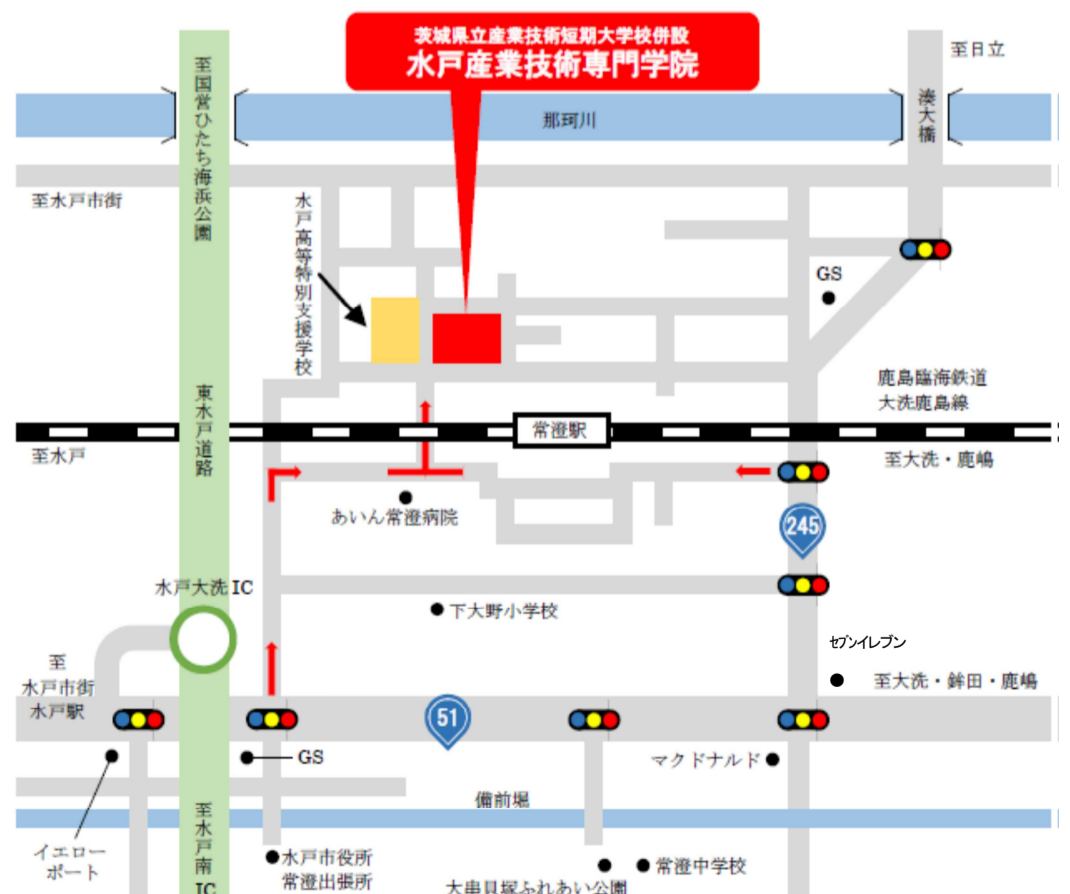 茨城県立産業技術短期大学校併設
水戸産業技術専門学院
至日立
至国営ひたち海浜公園
那珂川
湊大橋
至水戸市街
水戸高等特別支援学校
GS
東水戸道路
鹿島臨海鉄道
大洗鹿島線
常澄駅
至水戸
至大洗・鹿嶋
あいん常澄病院
245
水戸大洗 IC
下大野小学校
セブンイレブン
至
水戸市街
水戸駅
至大洗・鉾田・鹿嶋
51
GS
マクドナルド
備前堀
イエロー
ポート
至水戸南IC
水戸市役所
常澄出張所
常澄中学校
大串貝塚ふれあい公園